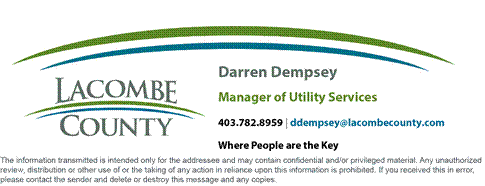 LACOMBE
COUNTY
Darren Dempsey
Manager of Utility Services
403.782.8959 | ddempsey@lacombecounty.com
Where People are the Key
The information transmitted is intended only for the addressee and may contain confidential and/or privileged material. Any unauthorized
review, distribution or other use of or the taking of any action in reliance upon this information is prohibited. If you received this in error,
please contact the sender and delete or destroy this message and any copies.